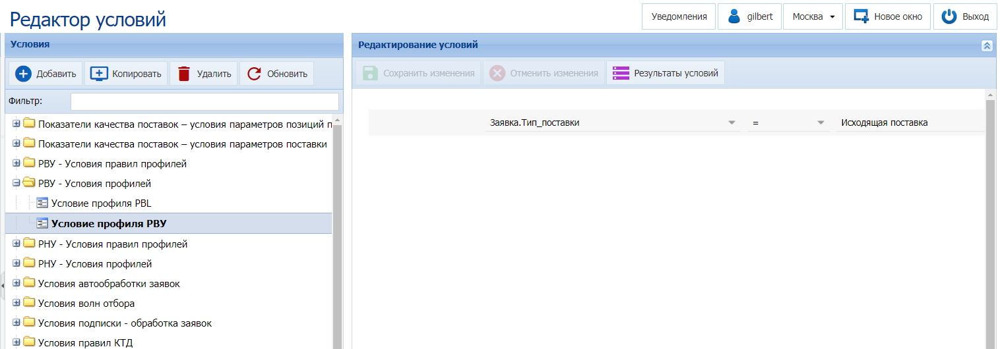 Редактор условий
Уведомления
gilbert
Москва
Новое окно
Выход
Условия
Добавить
Копировать
Удалить
Обновить
Фильтр:
Показатели качества поставок – условия параметров позиций п
Показатели качества поставок – условия параметров поставки
РВУ - Условия правил профилей
РВУ - Условия профилей
Условие профиля PBL
Условие профиля РВУ
РНУ - Условия правил профилей
РНУ - Условия профилей
Условия автообработки заявок
Условия волн отбора
Условия подписки - обработка заявок
Условия правил КТД
Редактирование условий
Сохранить изменения
Отменить изменения
Результаты условий
Заявка.Тип_поставки = Исходящая поставка